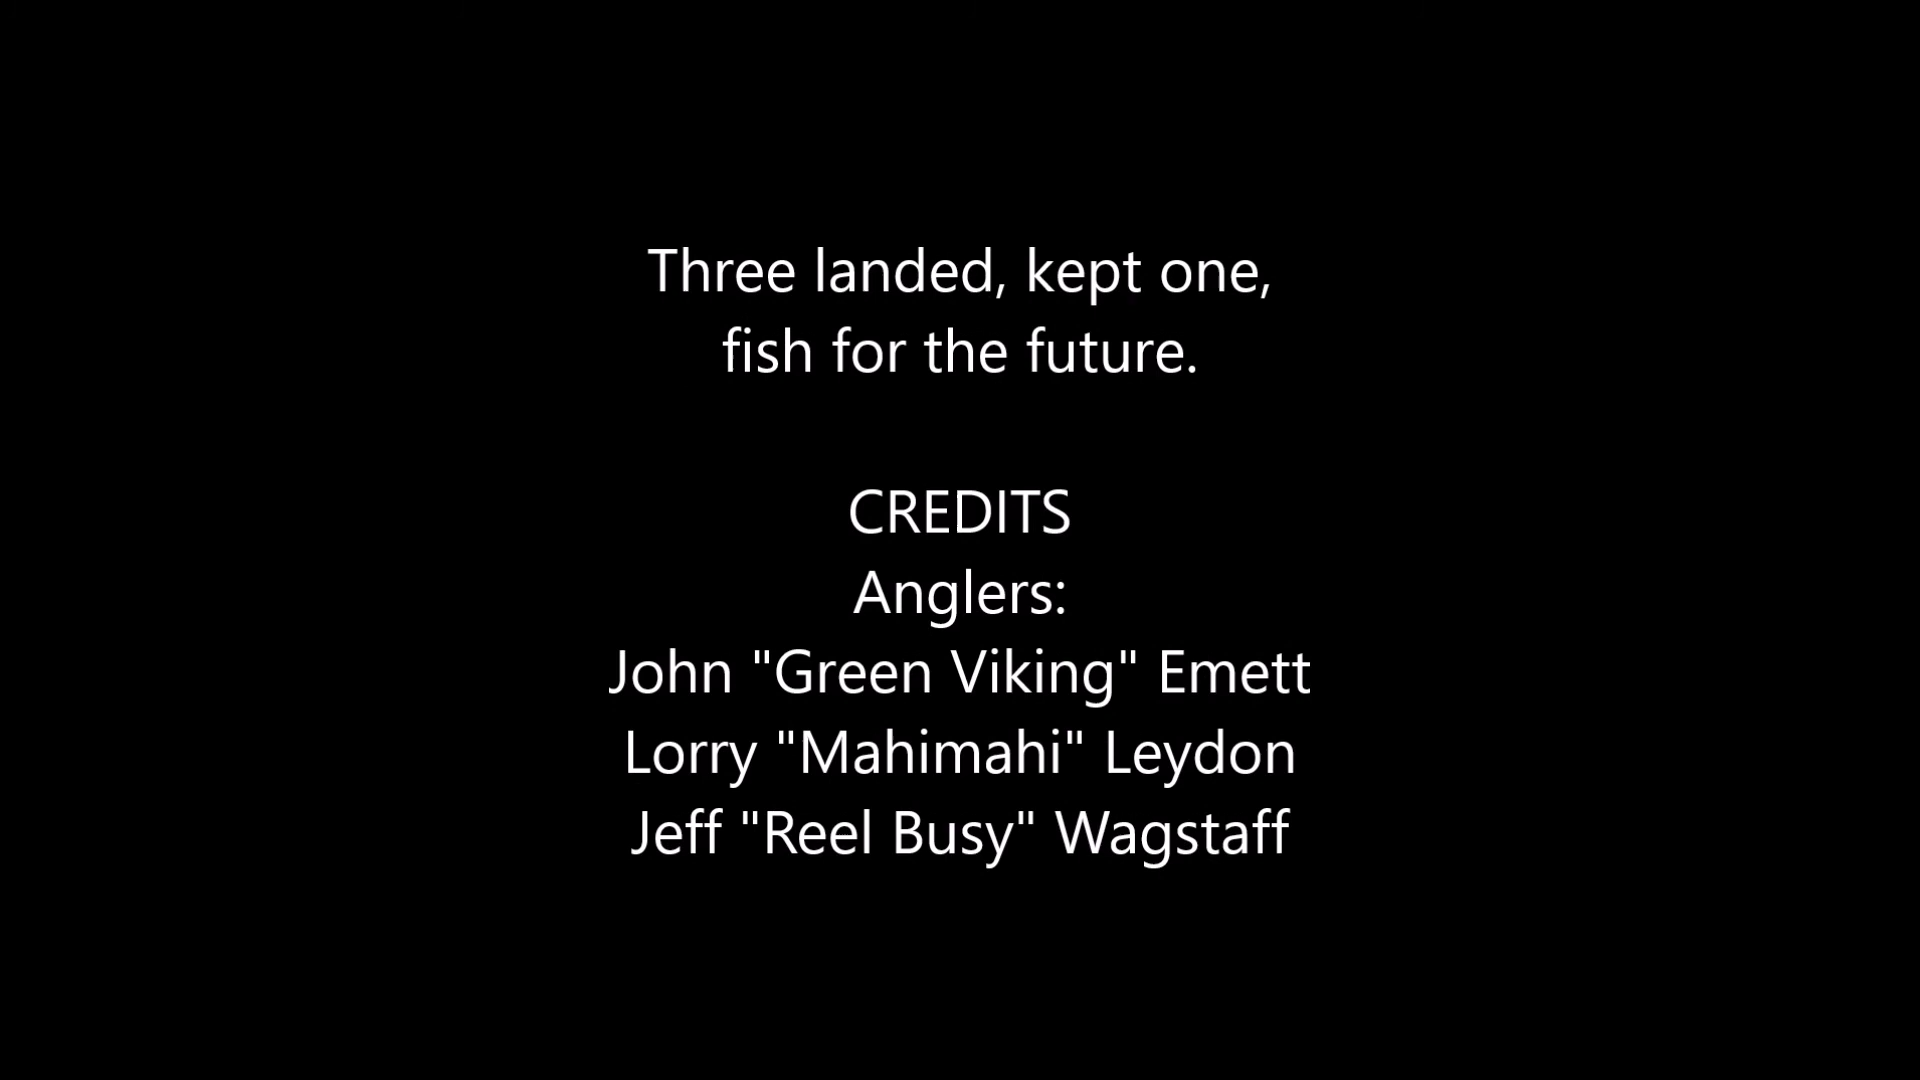 Three landed, kept one,
fish for the future.
CREDITS
Anglers:
John "Green Viking" Emett
Lorry "Mahimahi" Leydon
Jeff "Reel Busy" Wagstaff